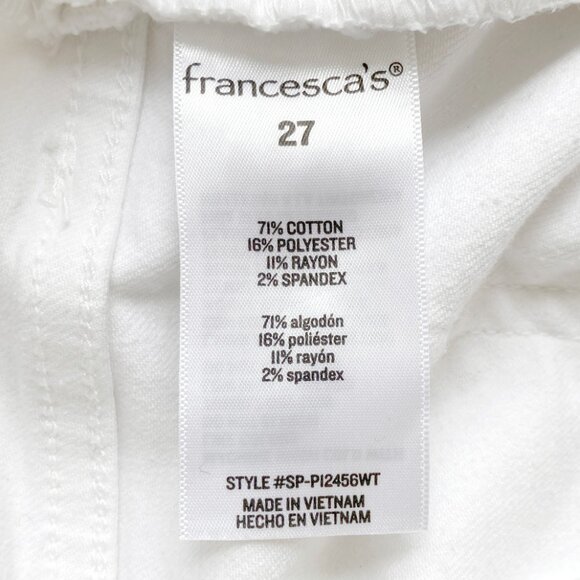 francesca's®
27
71% COTTON
16% POLYESTER
11% RAYON
2% SPANDEX
71% algodón
16% poliéster
11% rayón
2% spandex
STYLE #SP-P12456WT
MADE IN VIETNAM
HECHO EN VIETNAM